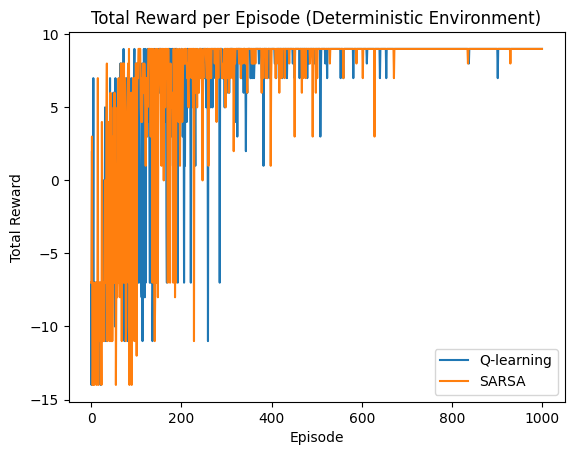 Total Reward per Episode (Deterministic Environment)
Total Reward
10
5
0
−5
−10
−15
0
200
400
600
800
1000
Episode
Q-learning
SARSA